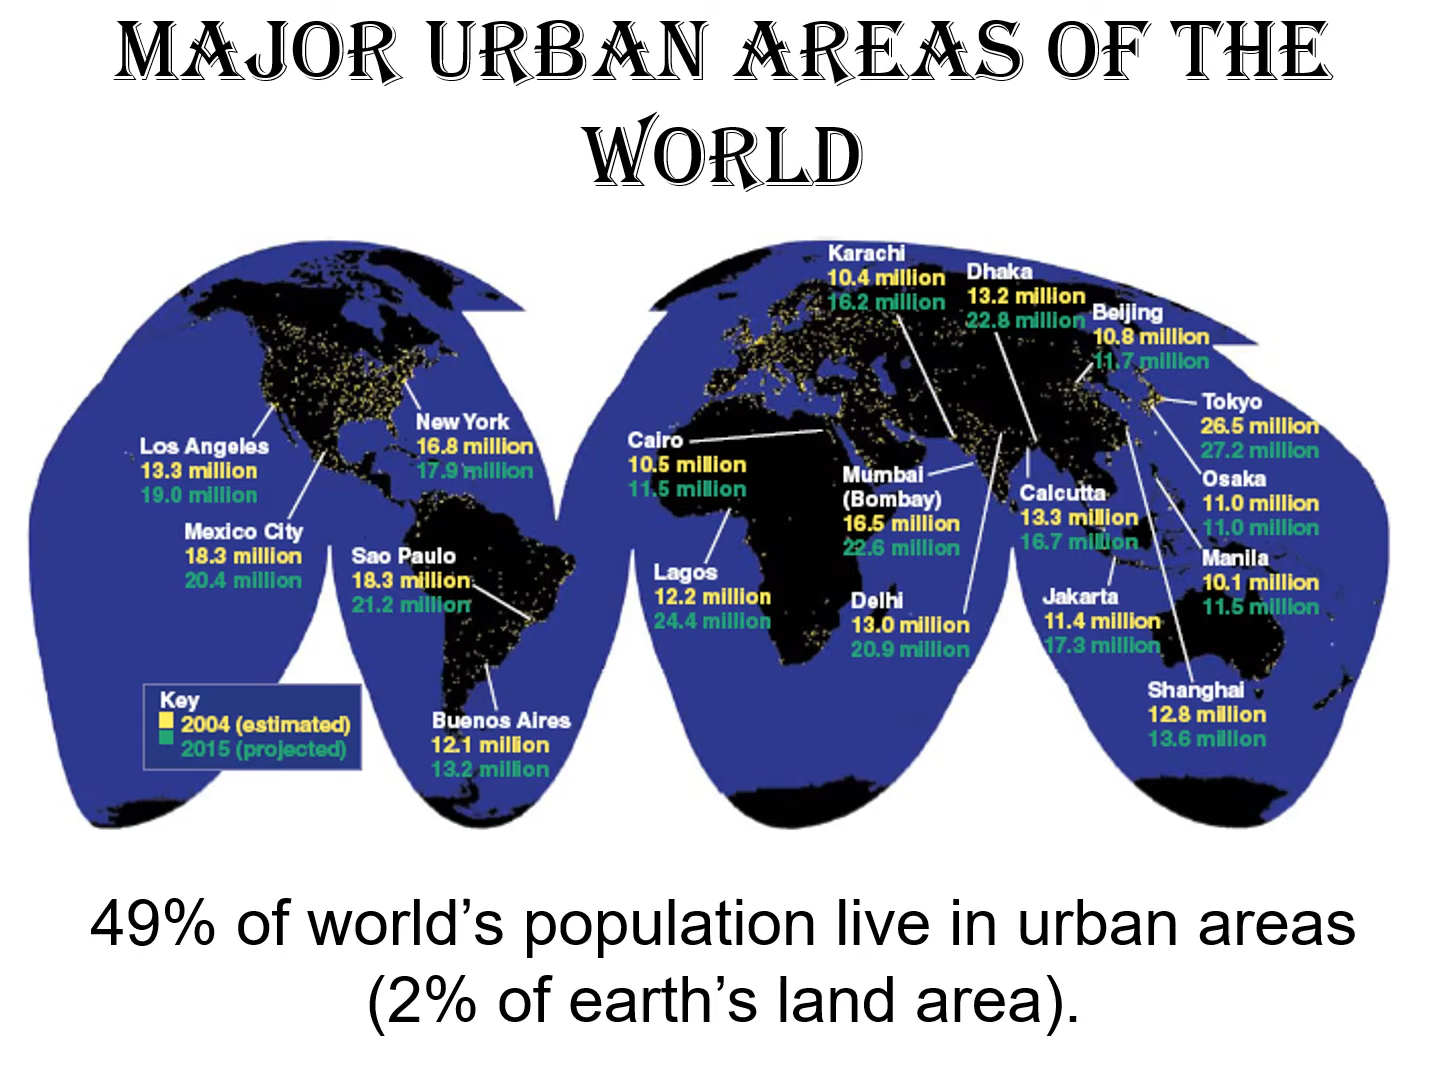 MAJOR URBAN AREAS OF THE
WORLD
Karachi
10.4 million
16.2 million
Dhaka
13.2 million
22.8 million
Beijing
10.8 million
11.7 million
Tokyo
26.5 million
27.2 million
New York
16.8 million
17.9 million
Los Angeles
13.3 million
19.0 million
Cairo
10.5 million
11.5 million
Mumbai
(Bombay)
16.5 million
22.6 million
Calcutta
13.3 million
16.7 million
Osaka
11.0 million
11.0 million
Mexico City
18.3 million
20.4 million
Sao Paulo
18.3 million
21.2 million
Lagos
12.2 million
24.4 million
Delhi
13.0 million
20.9 million
Jakarta
11.4 million
17.3 million
Manila
10.1 million
11.5 million
Shanghai
12.8 million
13.6 million
Buenos Aires
12.1 million
13.2 million
Key
2004 (estimated)
2015 (projected)
49% of world’s population live in urban areas
(2% of earth’s land area).